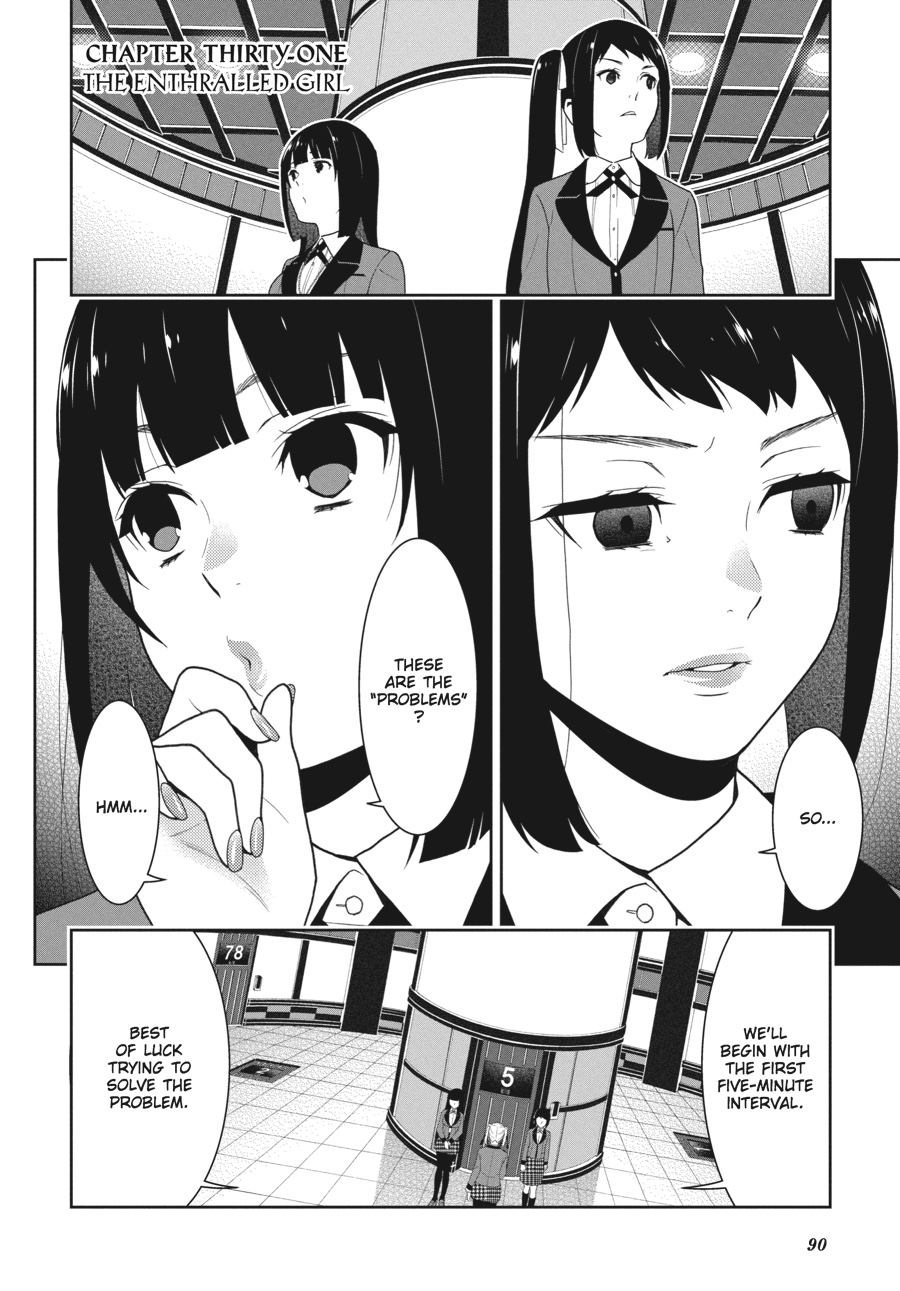 CHAPTER THIRTY-ONE
THE ENTHRALLED GIRL
SO...
THESE
ARE THE
"PROBLEMS"
?
HMM...
WE'LL
BEGIN WITH
THE FIRST
FIVE-MINUTE
INTERVAL.
78
5
2
BEST
OF LUCK
TRYING TO
SOLVE THE
PROBLEM.
90